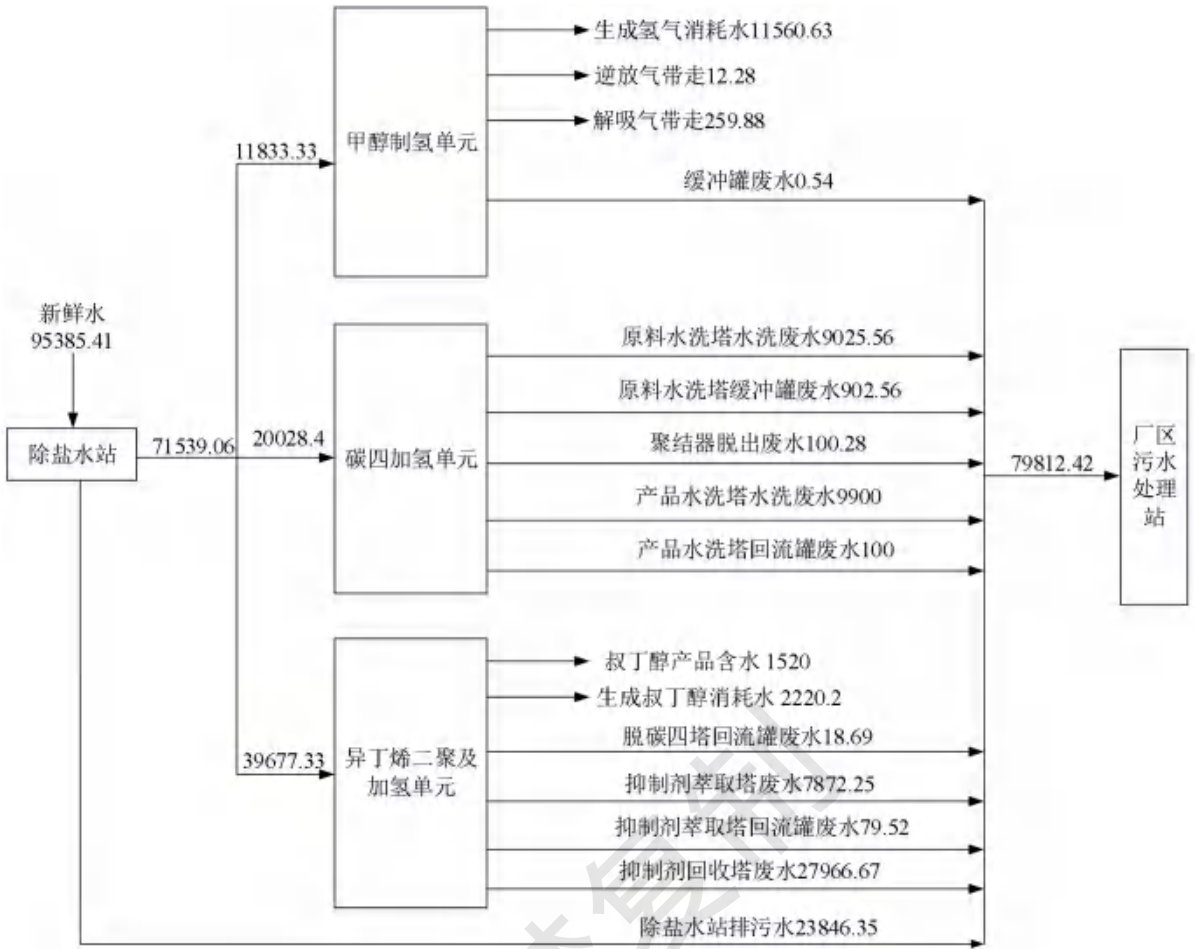 生成氢气消耗水11560.63
逆放气带走12.28
解吸气带走259.88
甲醇制氢单元
11833.33
缓冲罐废水0.54
新鲜水
95385.41
除盐水站
71539.06
20028.4
碳四加氢单元
原料水洗塔水洗废水9025.56
原料水洗塔缓冲罐废水902.56
聚结器脱出废水100.28
产品水洗塔水洗废水9900
产品水洗塔回流罐废水100
79812.42
厂区
污水
处理
站
39677.33
异丁烯二聚及
加氢单元
叔丁醇产品含水 1520
生成叔丁醇消耗水 2220.2
脱碳四塔回流罐废水18.69
抑制剂萃取塔废水7872.25
抑制剂萃取塔回流罐废水79.52
抑制剂回收塔废水27966.67
除盐水站排污水23846.35
复制